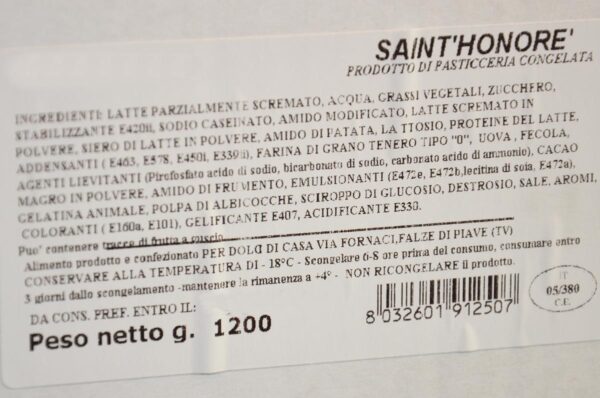 SAINT'HONORE'
PRODOTTO DI PASTICCERIA CONGELATA
INGREDIENTI: LATTE PARZIALMENTE SCREMATO, ACQUA, GRASSI VEGETALI, ZUCCHERO,
STABILIZZANTE E420ii, SODIO CASEINATO, AMIDO MODIFICATO, LATTE SCREMATO IN
POLVERE, SIERO DI LATTE IN POLVERE, AMIDO DI PATATA, LA TTOSIO, PROTEINE DEL LATTE,
ADDENSANTI ( E463, E578, E450i, E339ii), FARINA DI GRANO TENERO TIPO "0", UOVA , FECOLA,
AGENTI LIEVITANTI (Pirofosfato acido di sodio, bicarbonato di sodio, carbonato acido di ammonio), CACAO
MAGRO IN POLVERE, AMIDO DI FRUMENTO, EMULSIONANTI (E472e, E472b,lecitina di soia, E472a),
GELATINA ANIMALE, POLPA DI ALBICOCCHE, SCIROPPO DI GLUCOSIO, DESTROSIO, SALE, AROMI,
COLORANTI ( E160a, E101), GELIFICANTE E407, ACIDIFICANTE E330.
Puo' contenere tracce di frutta a guscio
Alimento prodotto e confezionato PER DOLCI DI CASA VIA FORNACI,FALZE DI PIAVE (TV)
CONSERVARE ALLA TEMPERATURA DI - 18°C - Scongelare 6-8 ore prima del consumo, consumare entro
3 giorni dallo scongelamento -mantenere la rimanenza a +4° - NON RICONGELARE il prodotto.
DA CONS. PREF. ENTRO IL:
Peso netto g. 1200
8 032601 912507
IT
05/380
C.E.